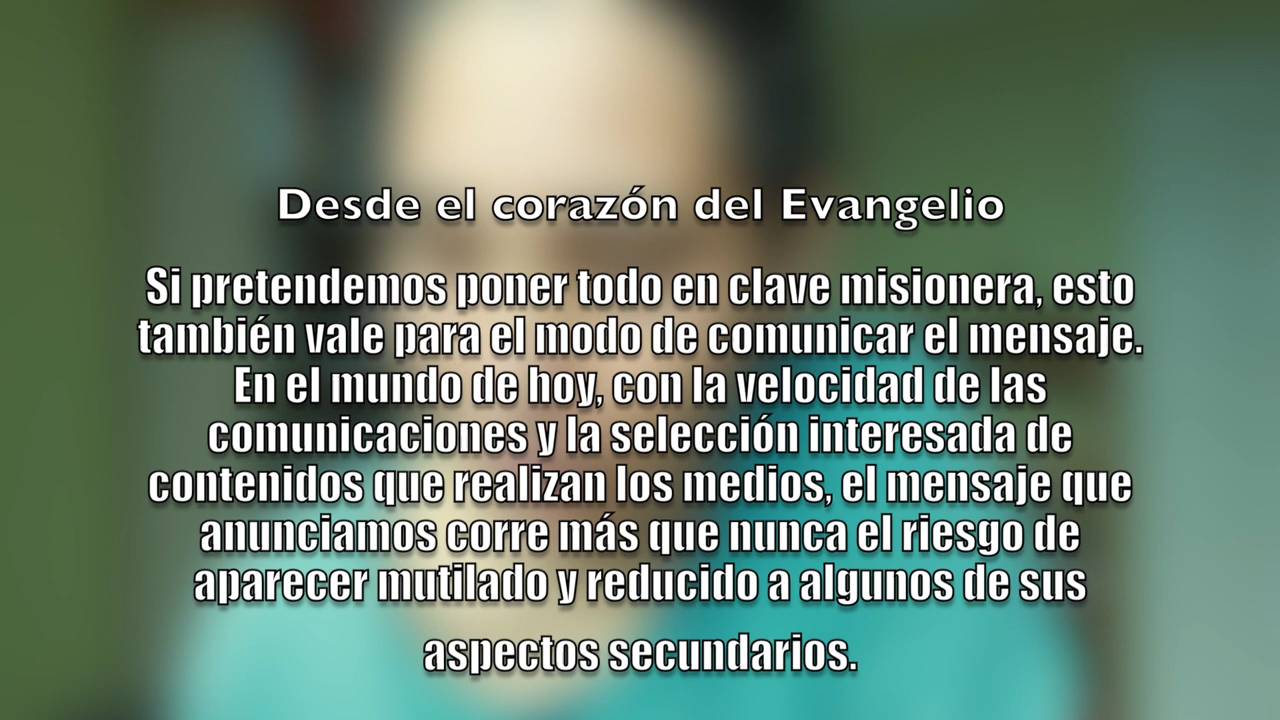 Desde el corazón del Evangelio
Si pretendemos poner todo en clave misionera, esto
también vale para el modo de comunicar el mensaje.
En el mundo de hoy, con la velocidad de las
comunicaciones y la selección interesada de
contenidos que realizan los medios, el mensaje que
anunciamos corre más que nunca el riesgo de
aparecer mutilado y reducido a algunos de sus
aspectos secundarios.